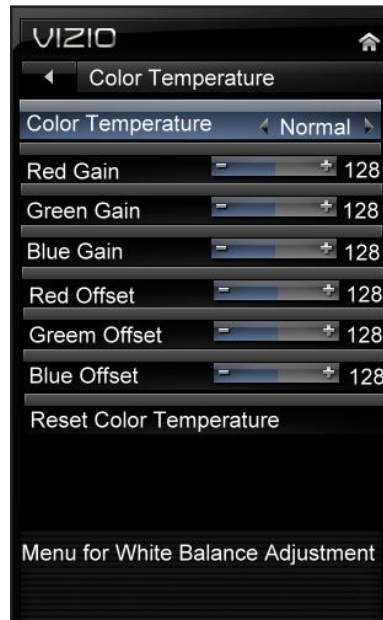 VIZIO
Color Temperature
Color Temperature Normal
Red Gain - + 128
Green Gain - + 128
Blue Gain - + 128
Red Offset - + 128
Greem Offset - + 128
Blue Offset - + 128
Reset Color Temperature
Menu for White Balance Adjustment